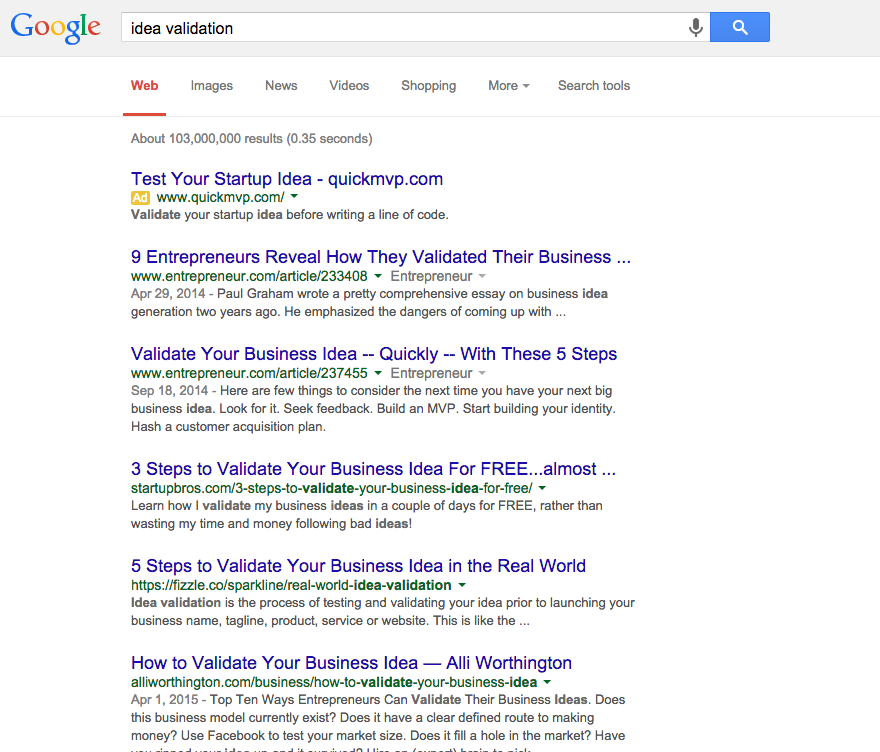 Google
idea validation
Web Images News Videos Shopping More Search tools
About 103,000,000 results (0.35 seconds)
Test Your Startup Idea - quickmvp.com
Ad www.quickmvp.com/
Validate your startup idea before writing a line of code.
9 Entrepreneurs Reveal How They Validated Their Business ...
www.entrepreneur.com/article/233408 Entrepreneur
Apr 29, 2014 - Paul Graham wrote a pretty comprehensive essay on business idea
generation two years ago. He emphasized the dangers of coming up with ...
Validate Your Business Idea -- Quickly -- With These 5 Steps
www.entrepreneur.com/article/237455 Entrepreneur
Sep 18, 2014 - Here are few things to consider the next time you have your next big
business idea. Look for it. Seek feedback. Build an MVP. Start building your identity.
Hash a customer acquisition plan.
3 Steps to Validate Your Business Idea For FREE...almost ...
startupbros.com/3-steps-to-validate-your-business-idea-for-free/
Learn how I validate my business ideas in a couple of days for FREE, rather than
wasting my time and money following bad ideas!
5 Steps to Validate Your Business Idea in the Real World
https://fizzle.co/sparkline/real-world-idea-validation
Idea validation is the process of testing and validating your idea prior to launching your
business name, tagline, product, service or website. This is like the ...
How to Validate Your Business Idea — Alli Worthington
alliworthington.com/business/how-to-validate-your-business-idea
Apr 1, 2015 - Top Ten Ways Entrepreneurs Can Validate Their Business Ideas. Does
this business model currently exist? Does it have a clear defined route to making
money? Use Facebook to test your market size. Does it fill a hole in the market? Have